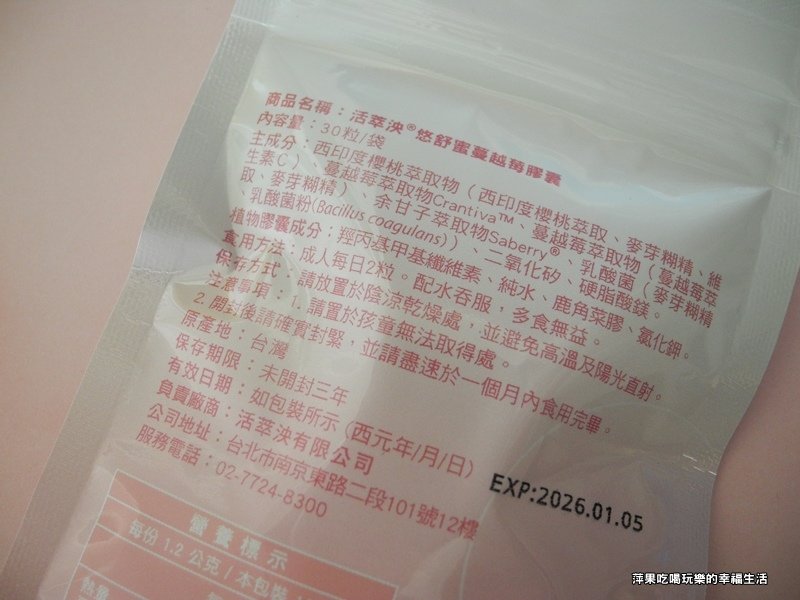 商品名稱：活萃泱®悠舒蜜蔓越莓膠囊
內容量：30粒/袋
主成分：西印度櫻桃萃取物（西印度櫻桃萃取、麥芽糊精、維
生素C）、蔓越莓萃取物Crantiva™、蔓越莓萃取物（蔓越莓萃
取、麥芽糊精）、余甘子萃取物Saberry®、乳酸菌（麥芽糊精
、乳酸菌粉(Bacillus coagulans)）、二氧化矽、硬脂酸鎂。
植物膠囊成分：羥丙基甲基纖維素、純水、鹿角菜膠、氯化鉀。
食用方法：成人每日2粒。配水吞服，多食無益。
保存方式：請放置於陰涼乾燥處，並避免高溫及陽光直射。
注意事項：1. 請置於孩童無法取得處。
2. 開封後請確實封緊，並請盡速於一個月內食用完畢。
原產地：台灣
保存期限：未開封三年
有效日期：如包裝所示（西元年/月/日）
負責廠商：活萃泱有限公司
公司地址：台北市南京東路二段101號12樓
服務電話：02-7724-8300
EXP:2026.01.05
營養標示
每份 1.2 公克 / 本包裝
熱量
萍果吃喝玩樂的幸福生活